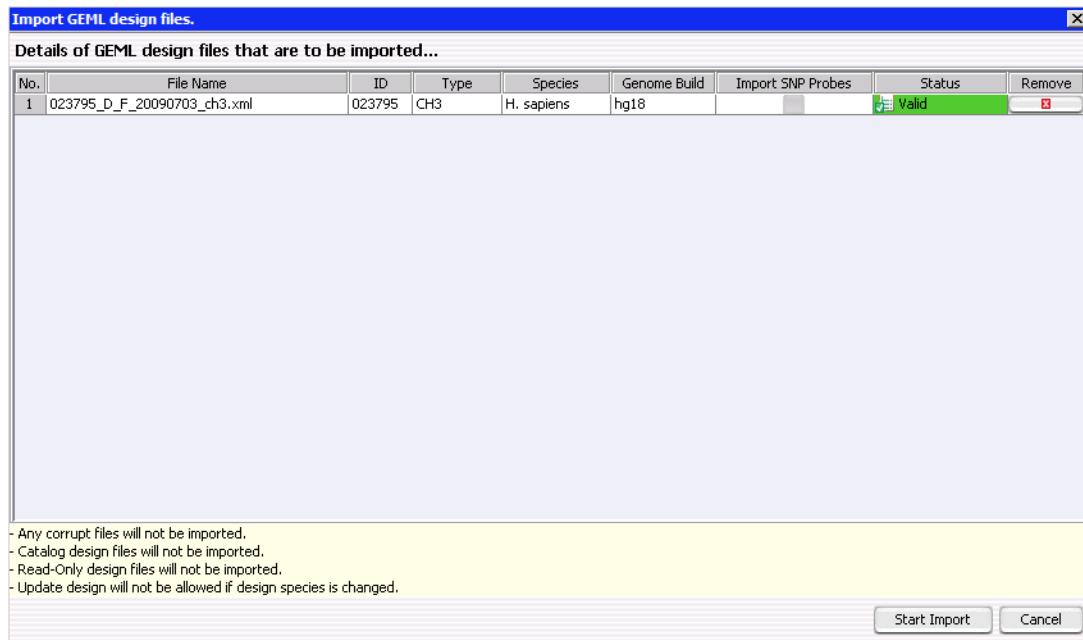 Import GEML design files.
Details of GEML design files that are to be imported...
No. File Name ID Type Species Genome Build Import SNP Probes Status Remove
1 023795_D_F_20090703_ch3.xml 023795 CH3 H. sapiens hg18 Valid
- Any corrupt files will not be imported.
- Catalog design files will not be imported.
- Read-Only design files will not be imported.
- Update design will not be allowed if design species is changed.
Start Import Cancel